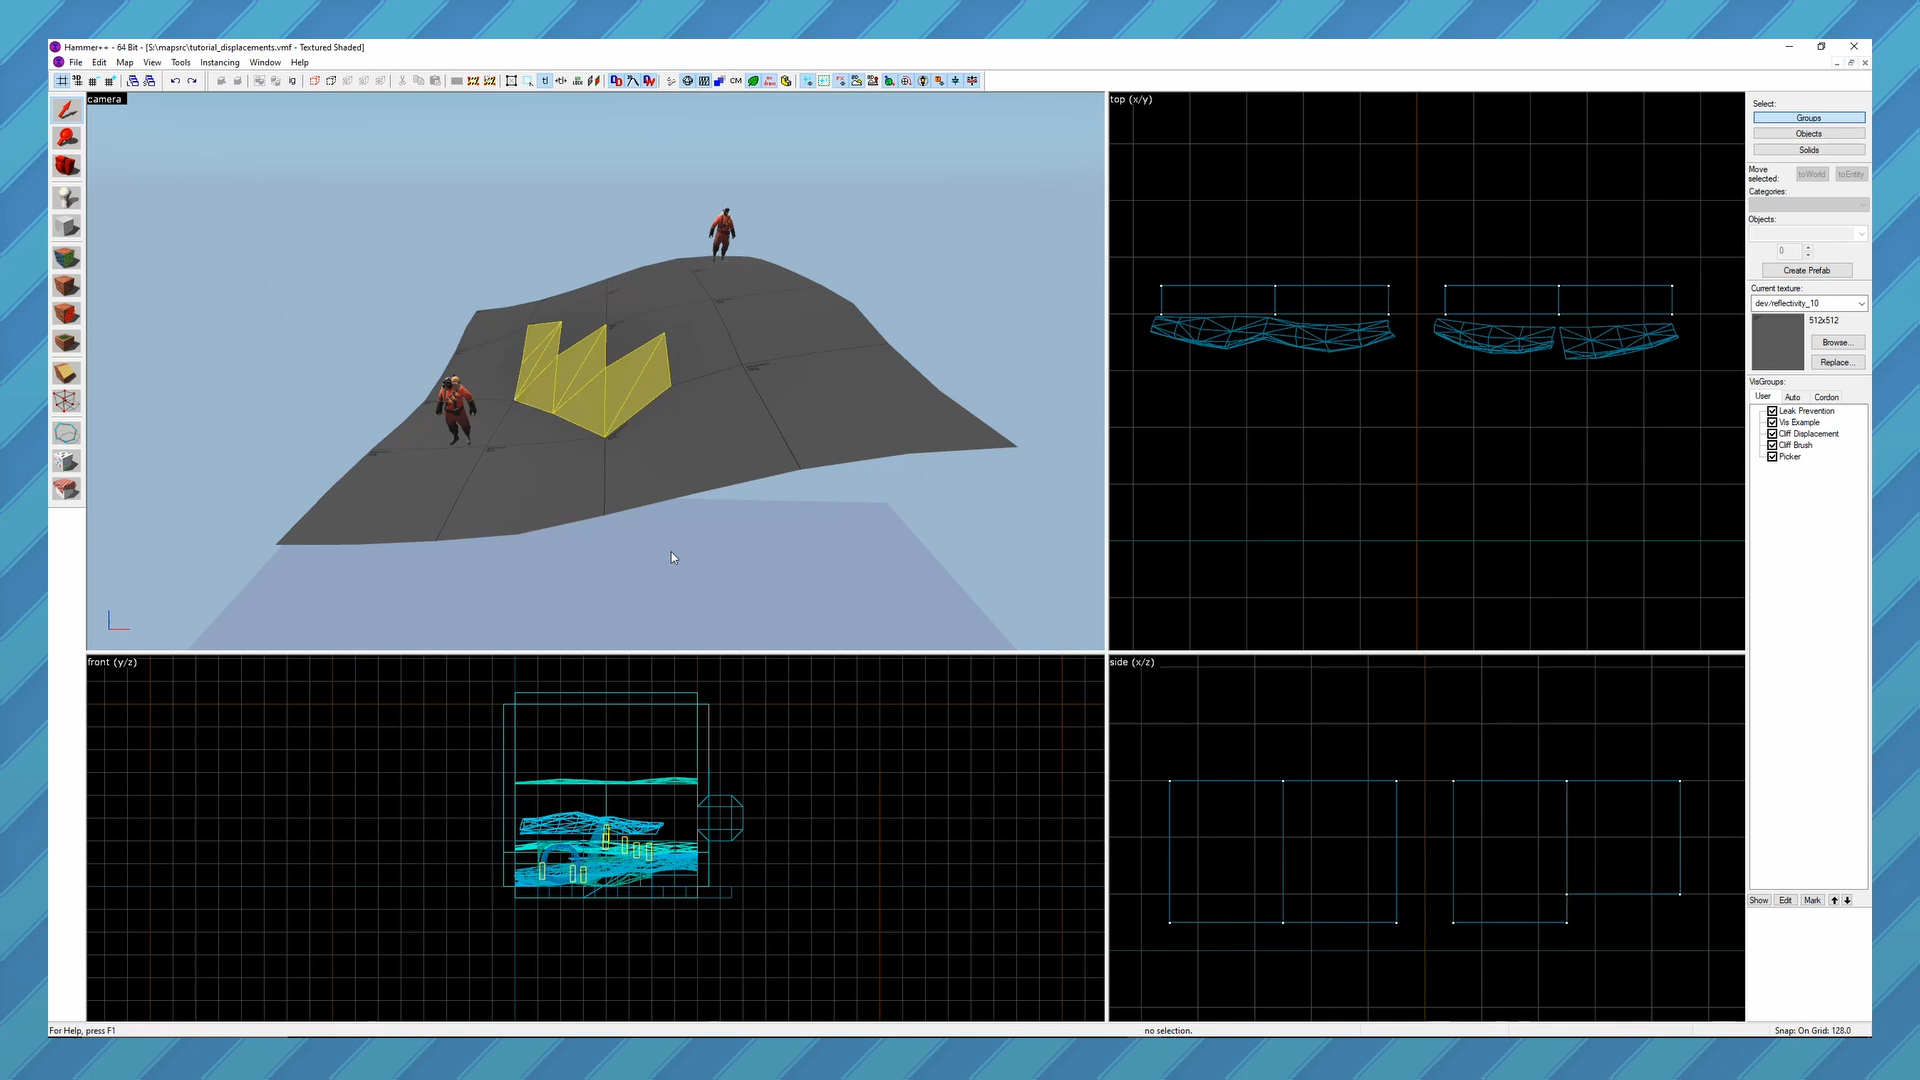 Hammer++ - 64 Bit - [S:\mapsrc\tutorial_displacements.vmf - Textured Shaded]
File Edit Map View Tools Instancing Window Help
camera
top (x/y)
front (y/z)
side (x/z)
Select:
Groups
Objects
Solids
Move selected:
toWorld
toEntity
Categories:
Objects:
0
Create Prefab
Current texture:
dev/reflectivity_10
512x512
Browse...
Replace...
VisGroups:
User Auto Cordon
Leak Prevention
Vis Example
Cliff Displacement
Cliff Brush
Picker
Show Edit Mark
For Help, press F1
no selection.
Snap: On Grid: 128.0